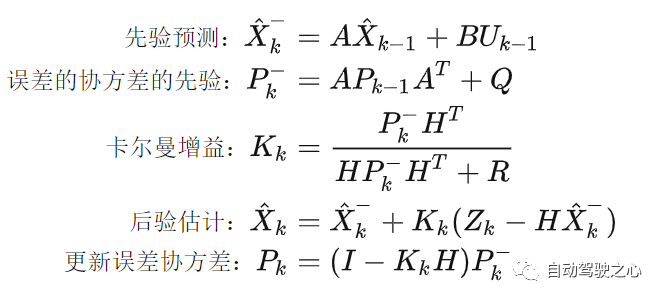 先验预测：$\hat{X}_k^- = A\hat{X}_{k-1} + BU_{k-1}$
误差的协方差的先验：$P_k^- = AP_{k-1}A^T + Q$
卡尔曼增益：$K_k = \frac{P_k^- H^T}{HP_k^- H^T + R}$
后验估计：$\hat{X}_k = \hat{X}_k^- + K_k(Z_k - H\hat{X}_k^-)$
更新误差协方差：$P_k = (I - K_k H)P_k^-$
自动驾驶之心